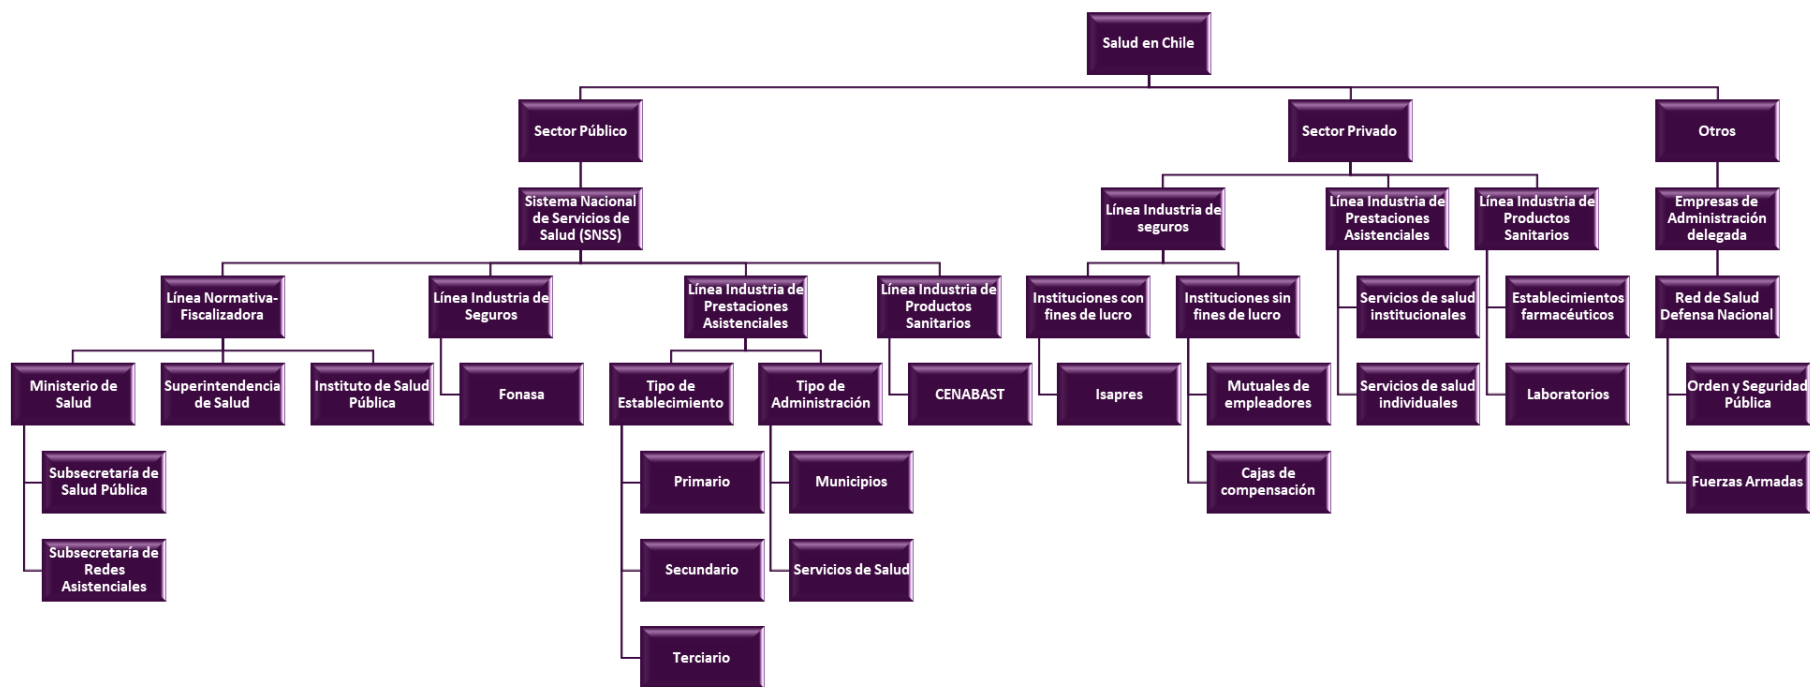 Salud en Chile
Sector Público
Sector Privado
Otros
Sistema Nacional
de Servicios de
Salud (SNSS)
Línea Industria de
seguros
Línea Industria de
Prestaciones
Asistenciales
Línea Industria de
Productos
Sanitarios
Empresas de
Administración
delegada
Línea Normativa-
Fiscalizadora
Línea Industria de
Seguros
Línea Industria de
Prestaciones
Asistenciales
Línea Industria de
Productos
Sanitarios
Instituciones con
fines de lucro
Instituciones sin
fines de lucro
Servicios de salud
institucionales
Establecimientos
farmacéuticos
Red de Salud
Defensa Nacional
Ministerio de
Salud
Superintendencia
de Salud
Instituto de Salud
Pública
Fonasa
Tipo de
Establecimiento
Tipo de
Administración
CENABAST
Isapres
Mutuales de
empleadores
Servicios de salud
individuales
Laboratorios
Orden y Seguridad
Pública
Subsecretaría de
Salud Pública
Primario
Municipios
Cajas de
compensación
Fuerzas Armadas
Subsecretaría de
Redes
Asistenciales
Secundario
Servicios de Salud
Terciario